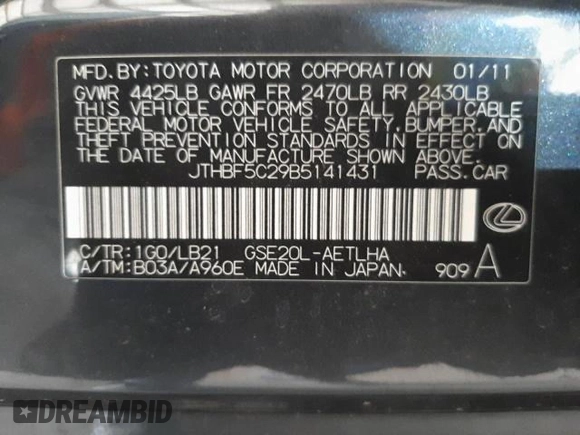 MFD.BY:TOYOTA MOTOR CORPORATION 01/11
GVWR 4425LB GAWR FR 2470LB RR 2430LB
THIS VEHICLE CONFORMS TO ALL APPLICABLE
FEDERAL MOTOR VEHICLE SAFETY,BUMPER,AND
THEFT PREVENTION STANDARDS IN EFFECT ON
THE DATE OF MANUFACTURE SHOWN ABOVE.
JTHBF5C29B5141431 PASS.CAR
C/TR:1G0/LB21 GSE20L-AETLHA
A/TM:B03A/A960E MADE IN JAPAN. 909 A
DREAMBID